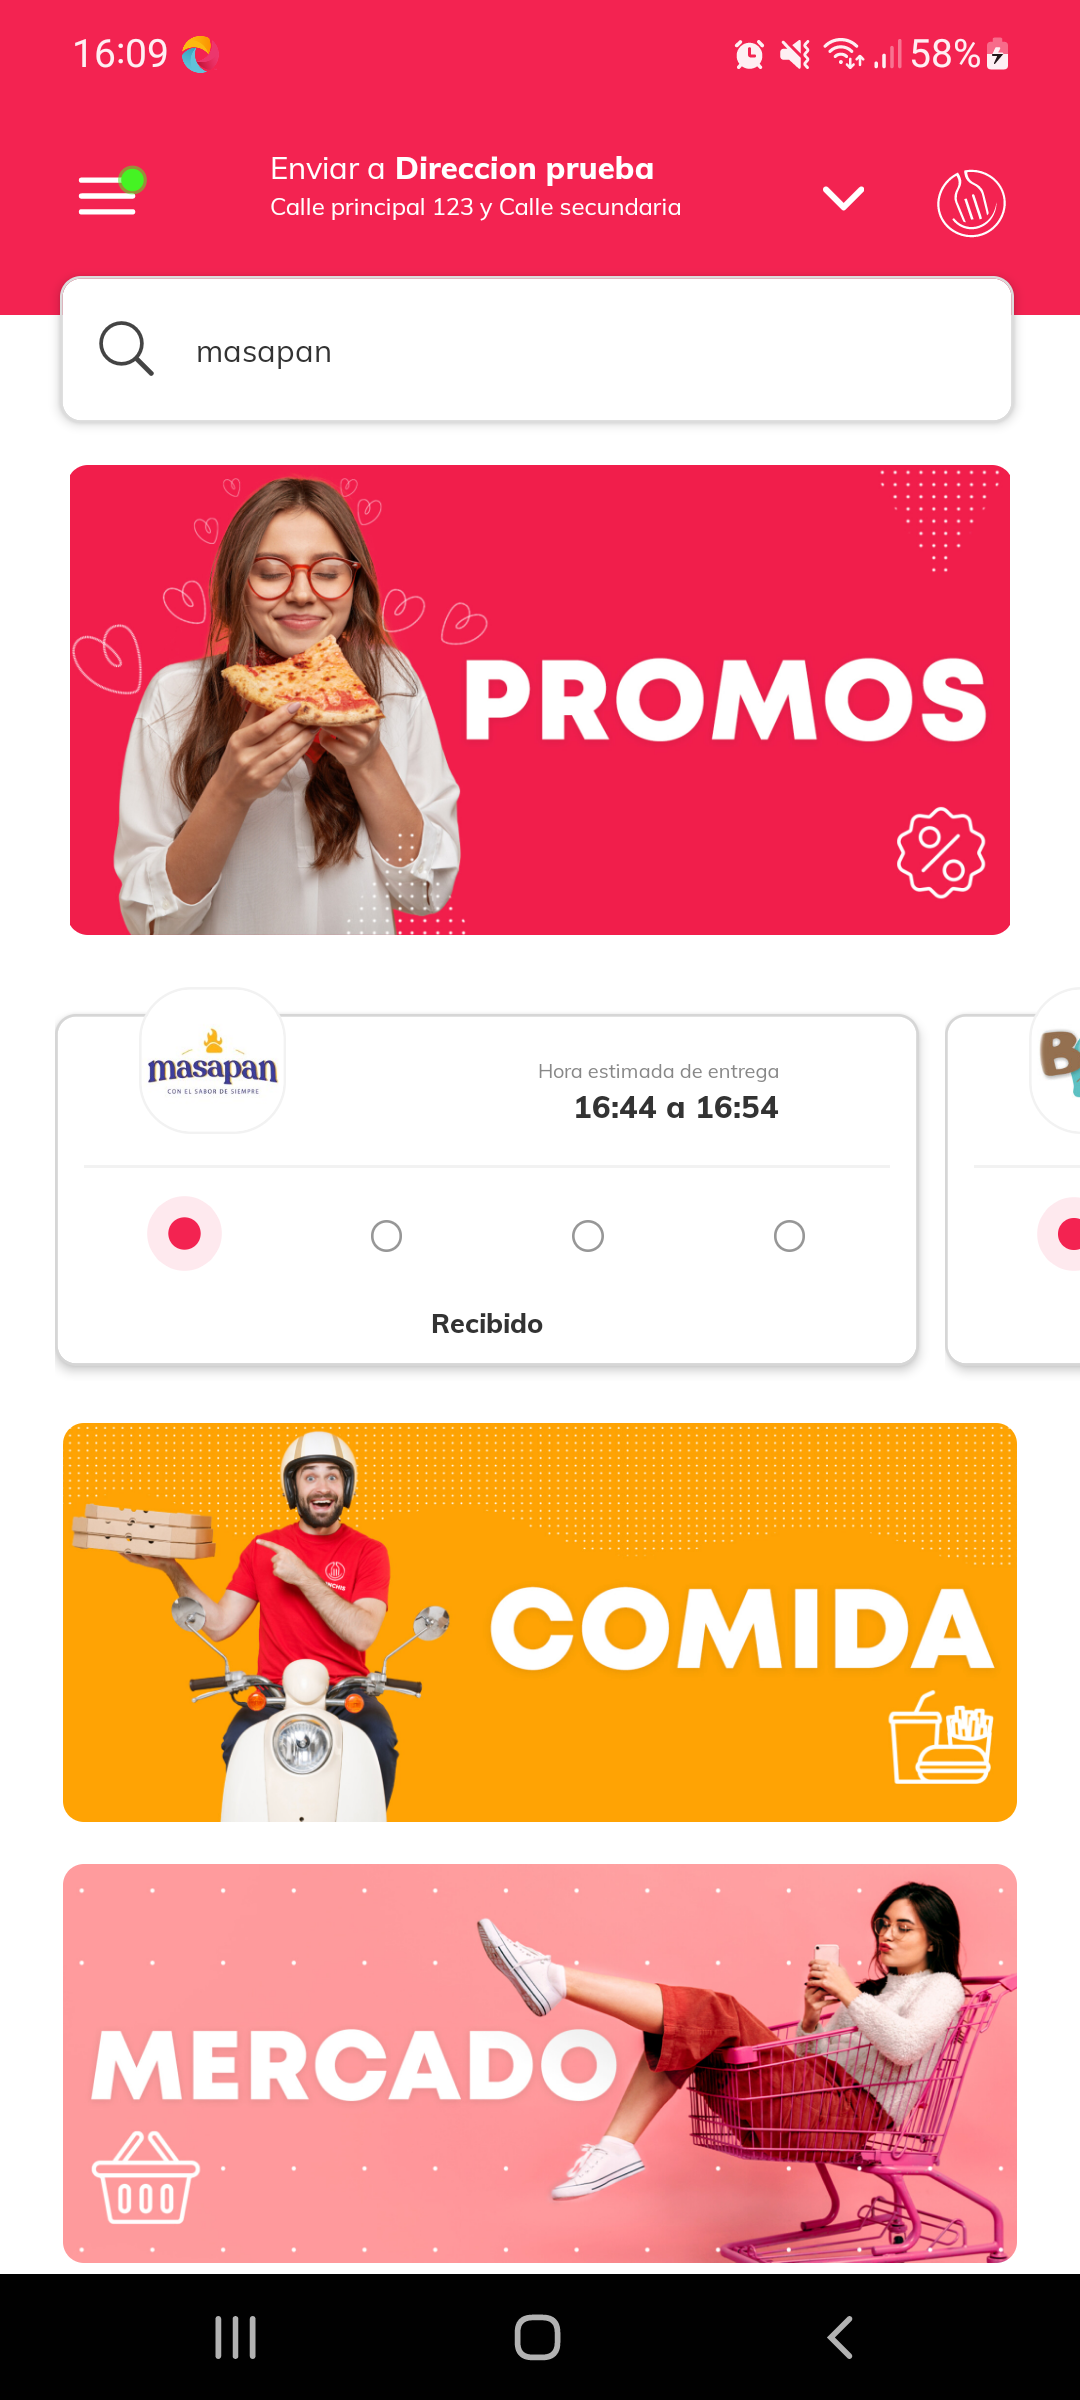 16:09
58%
Enviar a Direccion prueba
Calle principal 123 y Calle secundaria
masapan
PROMOS
masapan
CON EL SABOR DE SIEMPRE
Hora estimada de entrega
16:44 a 16:54
Recibido
COMIDA
MERCADO